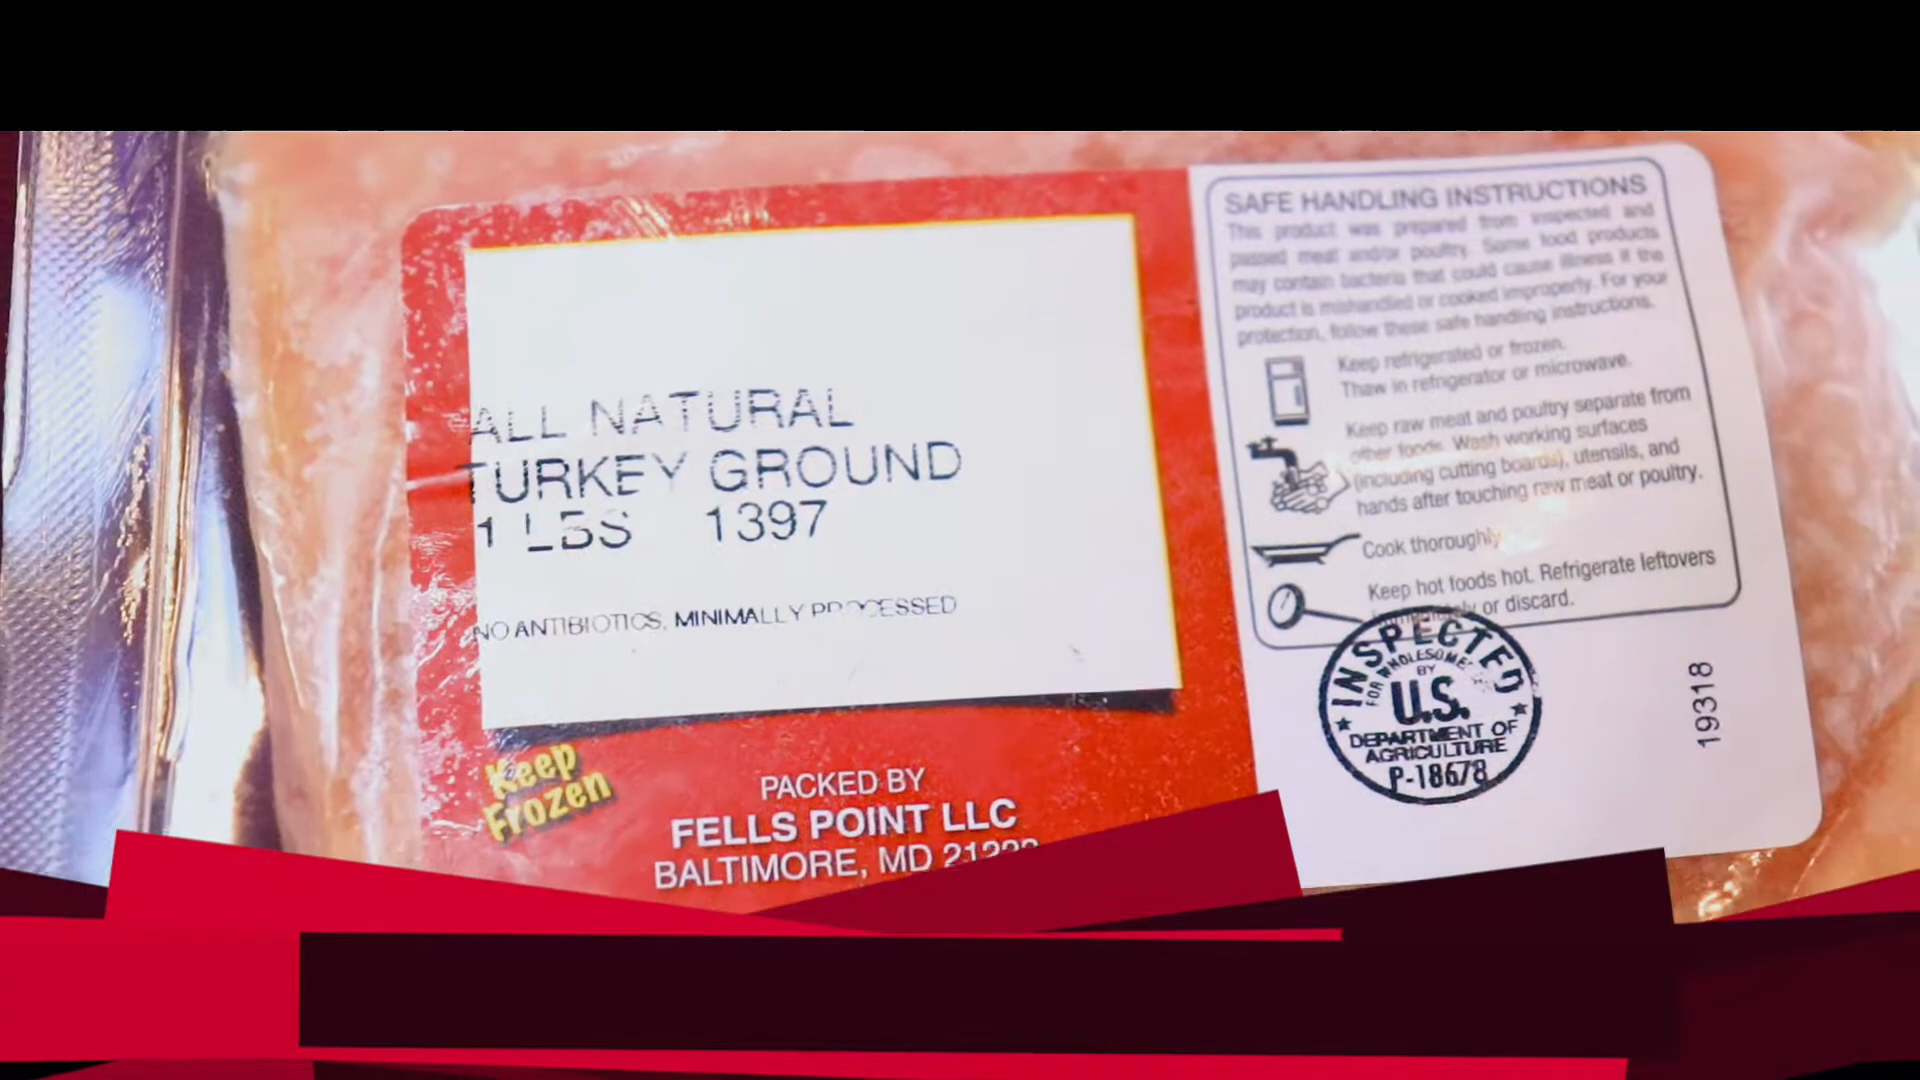 ALL NATURAL
TURKEY GROUND
1 LBS 1397
NO ANTIBIOTICS, MINIMALLY PROCESSED
Keep
Frozen
PACKED BY
FELLS POINT LLC
BALTIMORE, MD
SAFE HANDLING INSTRUCTIONS
This product was prepared from inspected and
passed meat and/or poultry. Some food products
may contain bacteria that could cause illness if the
product is mishandled or cooked improperly. For your
protection, follow these safe handling instructions.
Keep refrigerated or frozen.
Thaw in refrigerator or microwave.
Keep raw meat and poultry separate from
other foods. Wash working surfaces
(including cutting boards), utensils, and
hands after touching raw meat or poultry.
Cook thoroughly
Keep hot foods hot. Refrigerate leftovers
or discard.
INSPECTED
FOR WHOLESOME
BY
U.S.
DEPARTMENT OF
AGRICULTURE
P-18678
19318